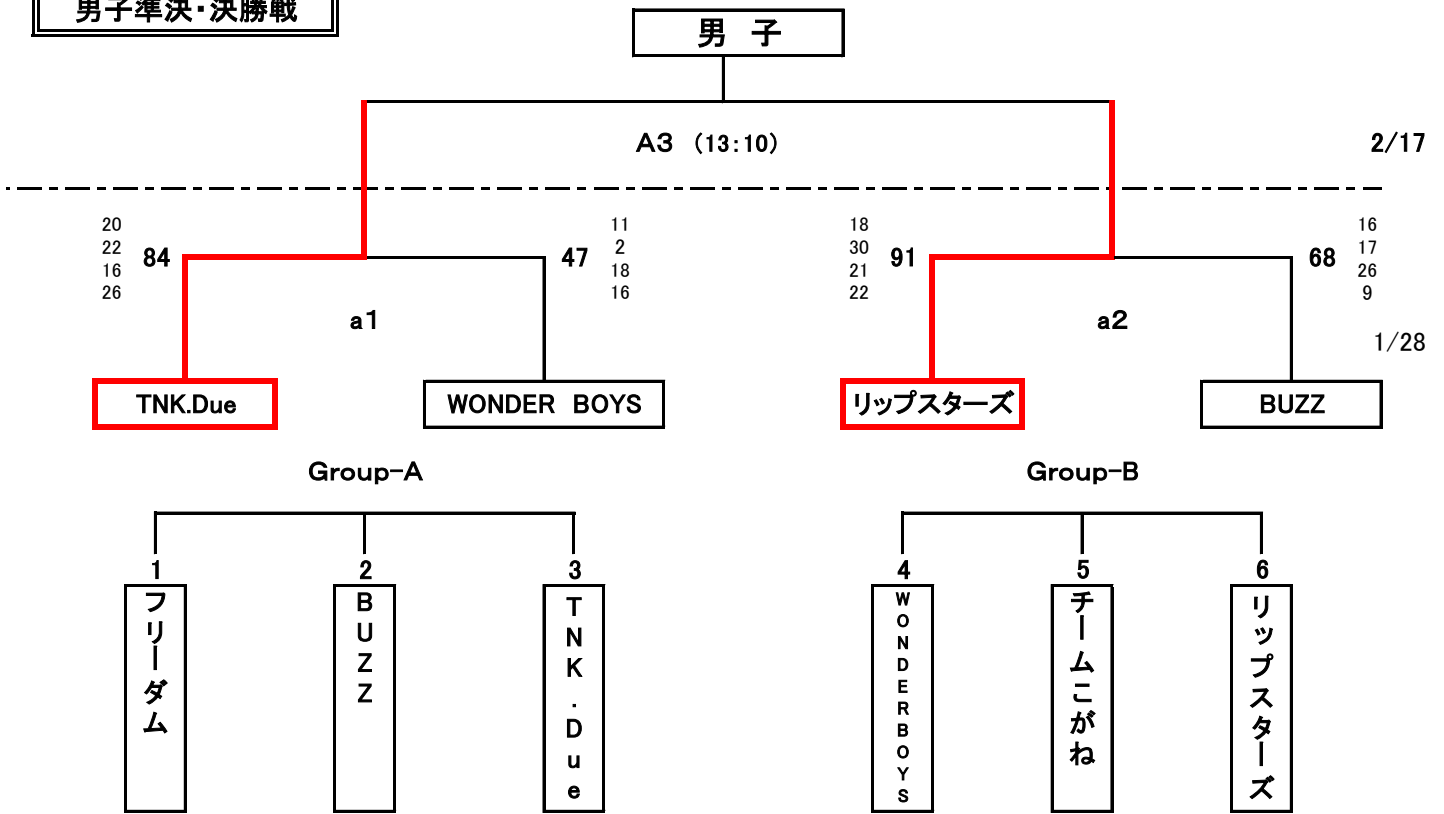 男子準決・決勝戦
男 子
A3 (13:10)
2/17
20
22
16
26
84
47
11
2
18
16
18
30
21
22
91
68
16
17
26
9
a1
a2
1/28
TNK.Due
WONDER BOYS
リップスターズ
BUZZ
Group-A
Group-B
1
2
3
4
5
6
フリーダム
BUZZ
TNK.Due
WONDERBOYS
チームこがね
リップスターズ